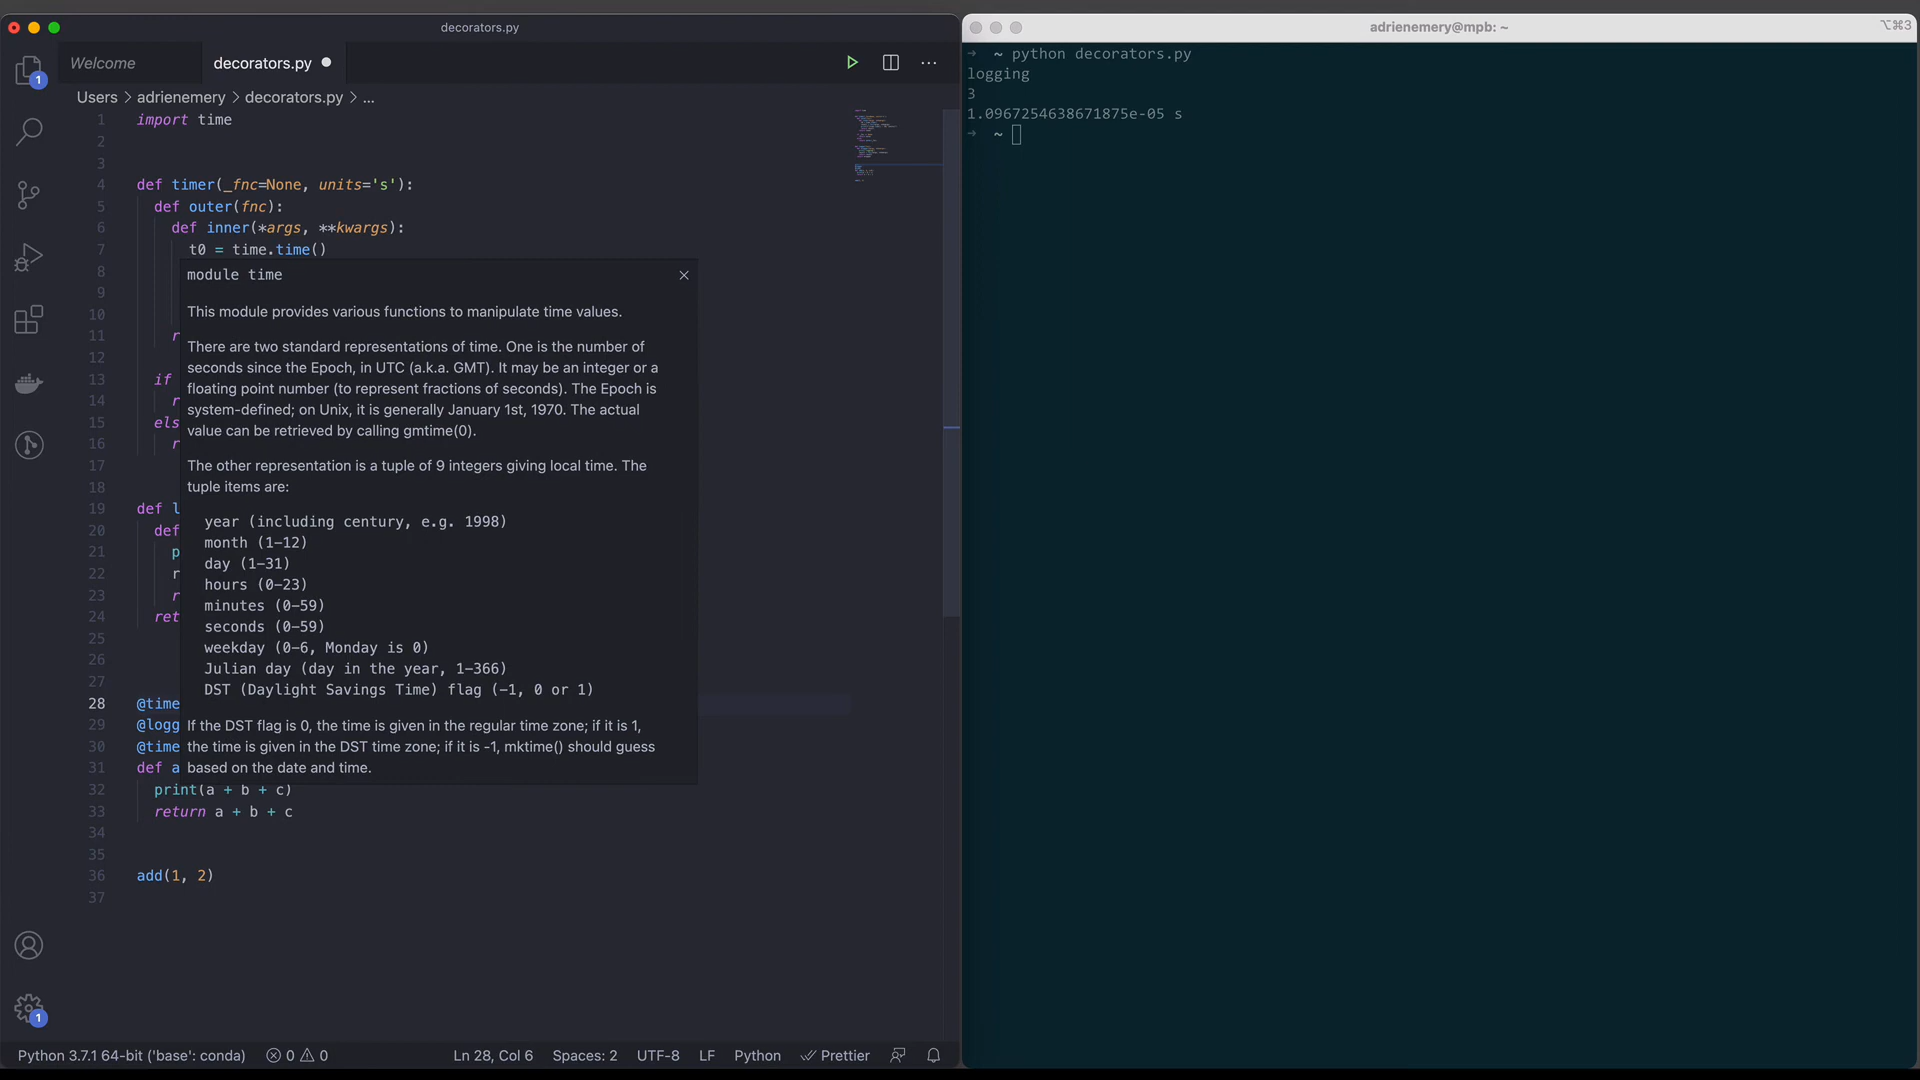 decorators.py
Welcome
decorators.py
Users > adrienemery > decorators.py > ...
1 import time
2
3
4 def timer(_fnc=None, units='s'):
5 def outer(fnc):
6 def inner(*args, **kwargs):
7 t0 = time.time()
8
9
10
11 r
12
13 if
14 r
15 els
16 r
17
18
19 def l
20 def
21 p
22 r
23 r
24 ret
25
26
27
28 @time
29 @logg
30 @time
31 def a
32 print(a + b + c)
33 return a + b + c
34
35
36 add(1, 2)
37
module time
This module provides various functions to manipulate time values.
There are two standard representations of time. One is the number of
seconds since the Epoch, in UTC (a.k.a. GMT). It may be an integer or a
floating point number (to represent fractions of seconds). The Epoch is
system-defined; on Unix, it is generally January 1st, 1970. The actual
value can be retrieved by calling gmtime(0).
The other representation is a tuple of 9 integers giving local time. The
tuple items are:
year (including century, e.g. 1998)
month (1-12)
day (1-31)
hours (0-23)
minutes (0-59)
seconds (0-59)
weekday (0-6, Monday is 0)
Julian day (day in the year, 1-366)
DST (Daylight Savings Time) flag (-1, 0 or 1)
If the DST flag is 0, the time is given in the regular time zone; if it is 1,
the time is given in the DST time zone; if it is -1, mktime() should guess
based on the date and time.
1
1
Python 3.7.1 64-bit ('base': conda) 0 0 Ln 28, Col 6 Spaces: 2 UTF-8 LF Python Prettier
adrienemery@mpb: ~ ⌥⌘3
→ ~ python decorators.py
logging
3
1.0967254638671875e-05 s
→ ~